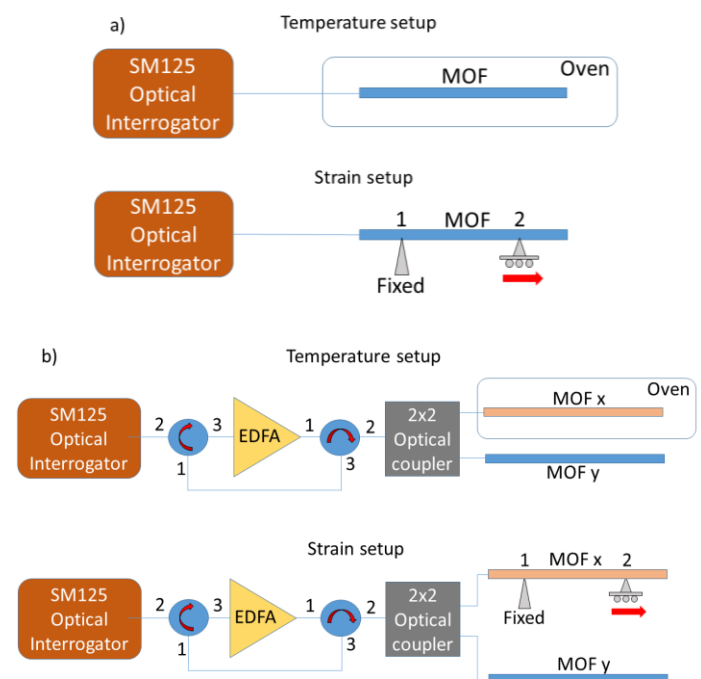 a)
Temperature setup
SM125
Optical
Interrogator
MOF
Oven
Strain setup
SM125
Optical
Interrogator
1 MOF 2
Fixed
b)
Temperature setup
SM125
Optical
Interrogator
2
3
1
EDFA
1
2
3
2x2
Optical
coupler
MOF x
Oven
MOF y
Strain setup
SM125
Optical
Interrogator
2
3
1
EDFA
1
2
3
2x2
Optical
coupler
1 MOF x 2
Fixed
MOF y